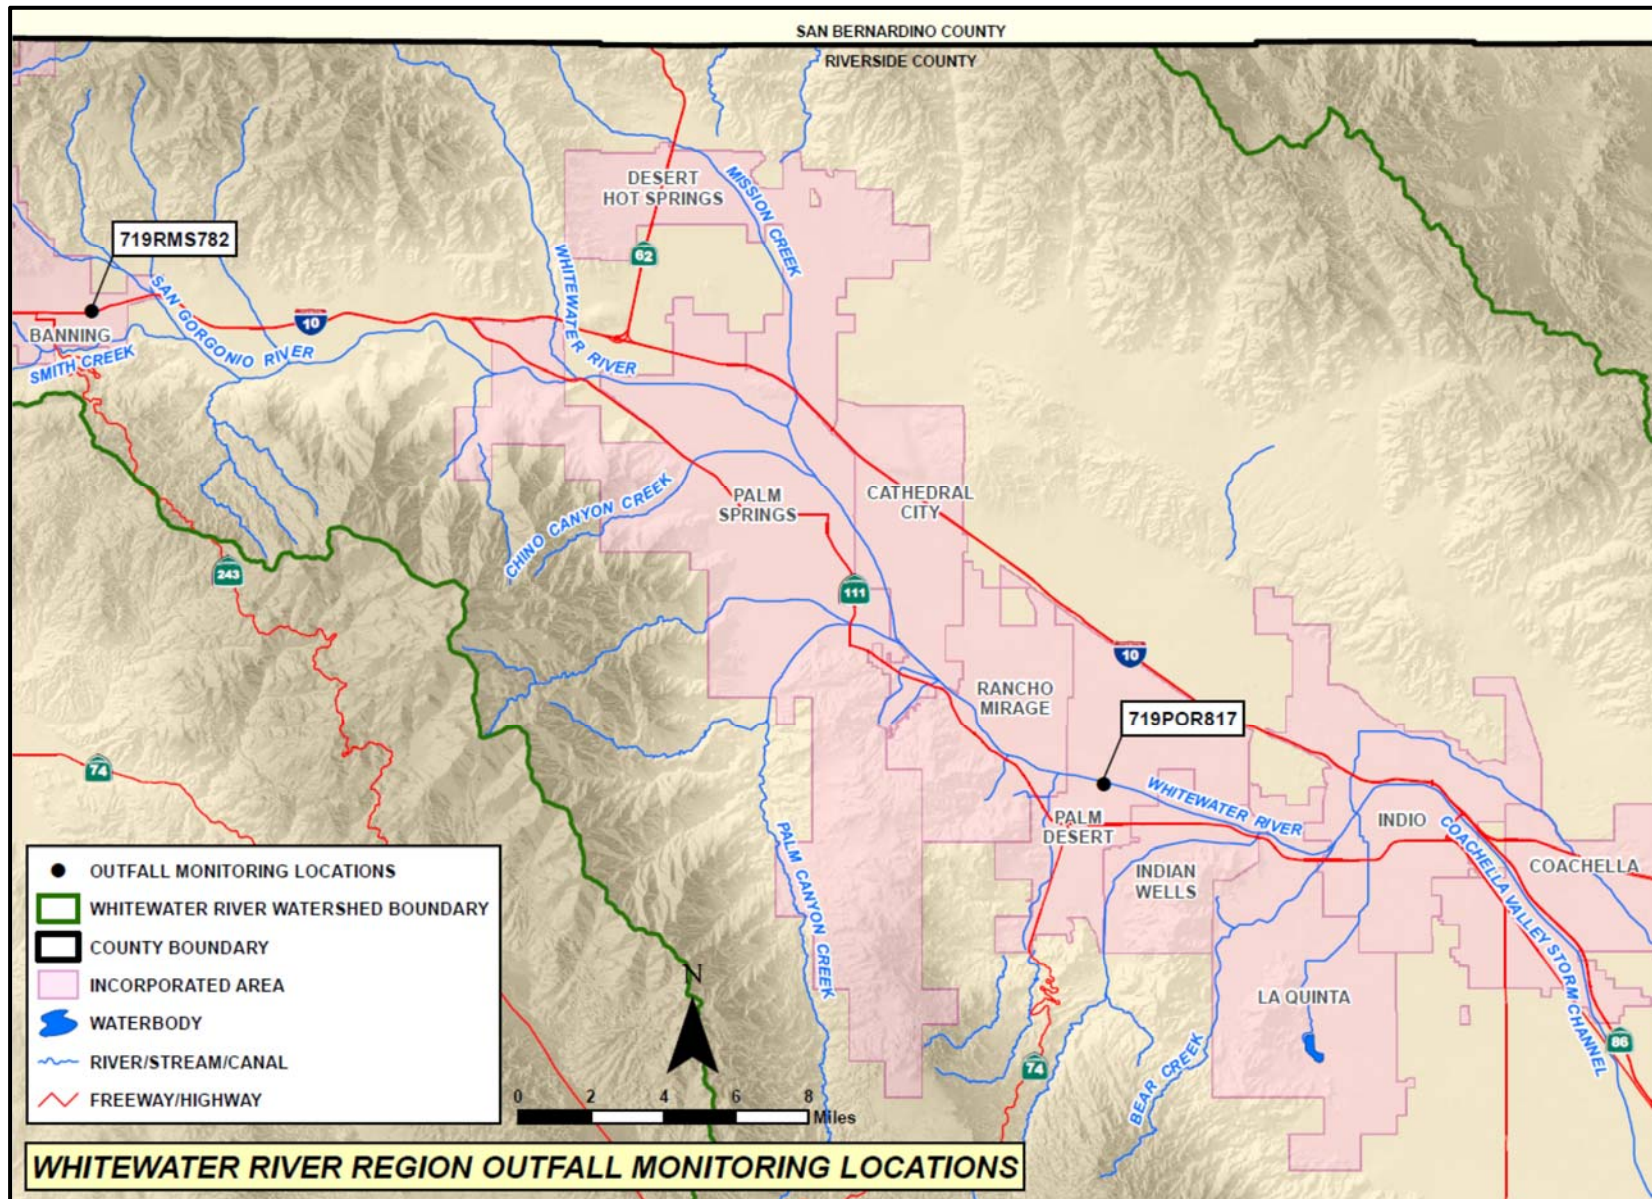 SAN BERNARDINO COUNTY
RIVERSIDE COUNTY
DESERT
HOT SPRINGS
MISSION CREEK
62
719RMS782
WHITEWATER RIVER
SAN GORGONIO RIVER
10
BANNING
SMITH CREEK
PALM
SPRINGS
CATHEDRAL
CITY
CHINO CANYON CREEK
243
111
10
RANCHO
MIRAGE
719POR817
74
WHITEWATER RIVER
PALM
DESERT
INDIO
COACHELLA VALLEY STORM CHANNEL
COACHELLA
PALM CANYON CREEK
INDIAN
WELLS
LA QUINTA
86
74
BEAR CREEK
OUTFALL MONITORING LOCATIONS
WHITEWATER RIVER WATERSHED BOUNDARY
COUNTY BOUNDARY
INCORPORATED AREA
WATERBODY
RIVER/STREAM/CANAL
FREEWAY/HIGHWAY
N
0 2 4 6 8
Miles
WHITEWATER RIVER REGION OUTFALL MONITORING LOCATIONS